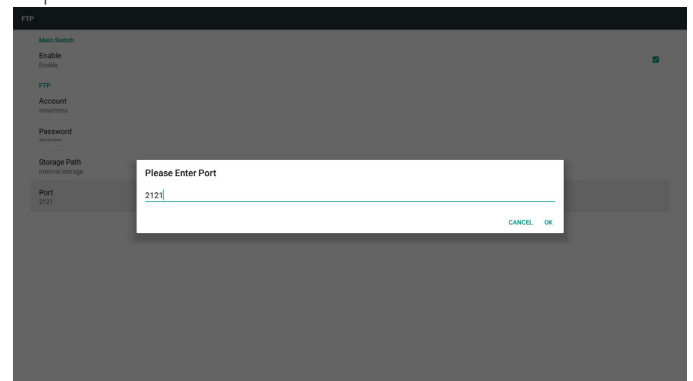 FTP
Main Switch
Enable
Enable
FTP
Account
smartcms
Password
********
Storage Path
Internal storage
Port
2121
Please Enter Port
2121
CANCEL OK